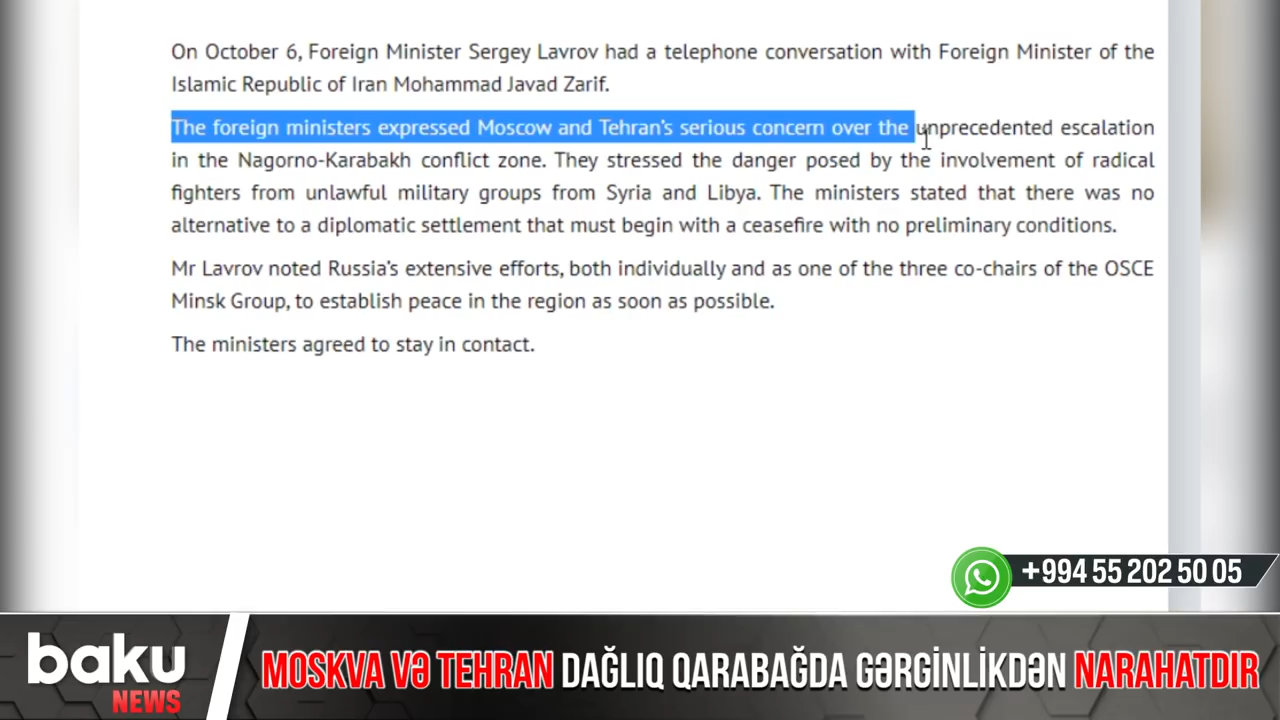 On October 6, Foreign Minister Sergey Lavrov had a telephone conversation with Foreign Minister of the
Islamic Republic of Iran Mohammad Javad Zarif.
The foreign ministers expressed Moscow and Tehran's serious concern over the unprecedented escalation
in the Nagorno-Karabakh conflict zone. They stressed the danger posed by the involvement of radical
fighters from unlawful military groups from Syria and Libya. The ministers stated that there was no
alternative to a diplomatic settlement that must begin with a ceasefire with no preliminary conditions.
Mr Lavrov noted Russia's extensive efforts, both individually and as one of the three co-chairs of the OSCE
Minsk Group, to establish peace in the region as soon as possible.
The ministers agreed to stay in contact.
+994 55 202 50 05
baku
NEWS
MOSKVA VƏ TEHRAN DAĞLIQ QARABAĞDA GƏRGİNLİKDƏN NARAHATDIR